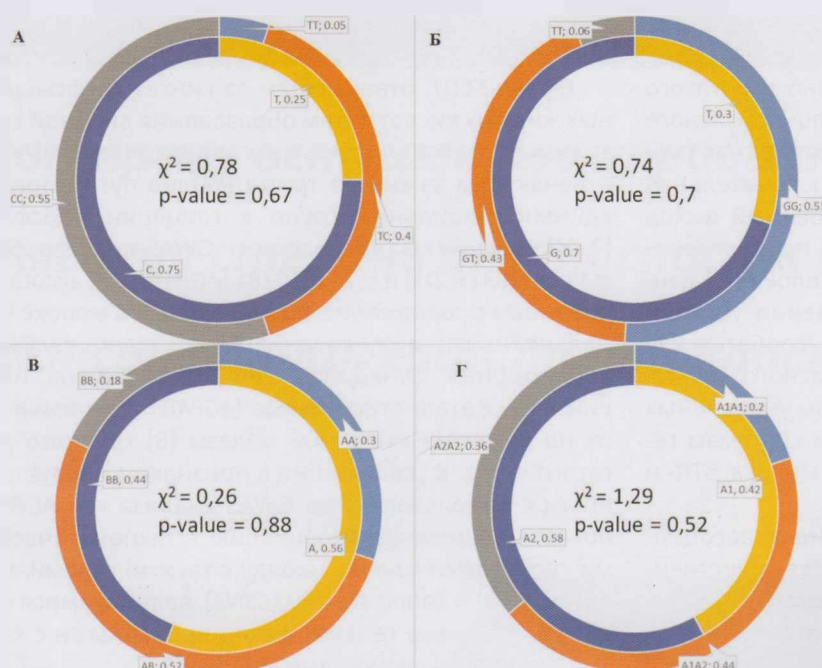 А
TT; 0.05
T, 0.25
χ² = 0,78
p-value = 0,67
CC; 0.55
C, 0.75
TC; 0.4
Б
TT; 0.06
T, 0.3
χ² = 0,74
p-value = 0,7
GG; 0.51
GT; 0.43
G, 0.7
В
BB; 0.18
AA; 0.3
BB, 0.44
χ² = 0,26
p-value = 0,88
A, 0.56
AB; 0.52
Г
A1A1; 0.2
A2A2; 0.36
A1, 0.42
χ² = 1,29
p-value = 0,52
A2, 0.58
A1A2; 0.44